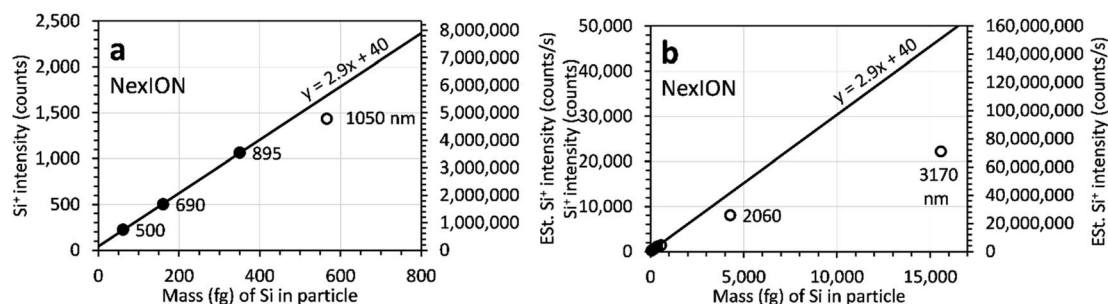 a
NexION
Si⁺ intensity (counts)
2,500
2,000
1,500
1,000
500
0
y = 2.9x + 40
1050 nm
895
690
500
8,000,000
7,000,000
6,000,000
5,000,000
4,000,000
3,000,000
2,000,000
1,000,000
0
ESt. Si⁺ intensity (counts/s)
0 200 400 600 800
Mass (fg) of Si in particle
b
NexION
Si⁺ intensity (counts)
50,000
40,000
30,000
20,000
10,000
0
y = 2.9x + 40
3170
nm
2060
160,000,000
140,000,000
120,000,000
100,000,000
80,000,000
60,000,000
40,000,000
20,000,000
0
ESt. Si⁺ intensity (counts/s)
0 5,000 10,000 15,000
Mass (fg) of Si in particle